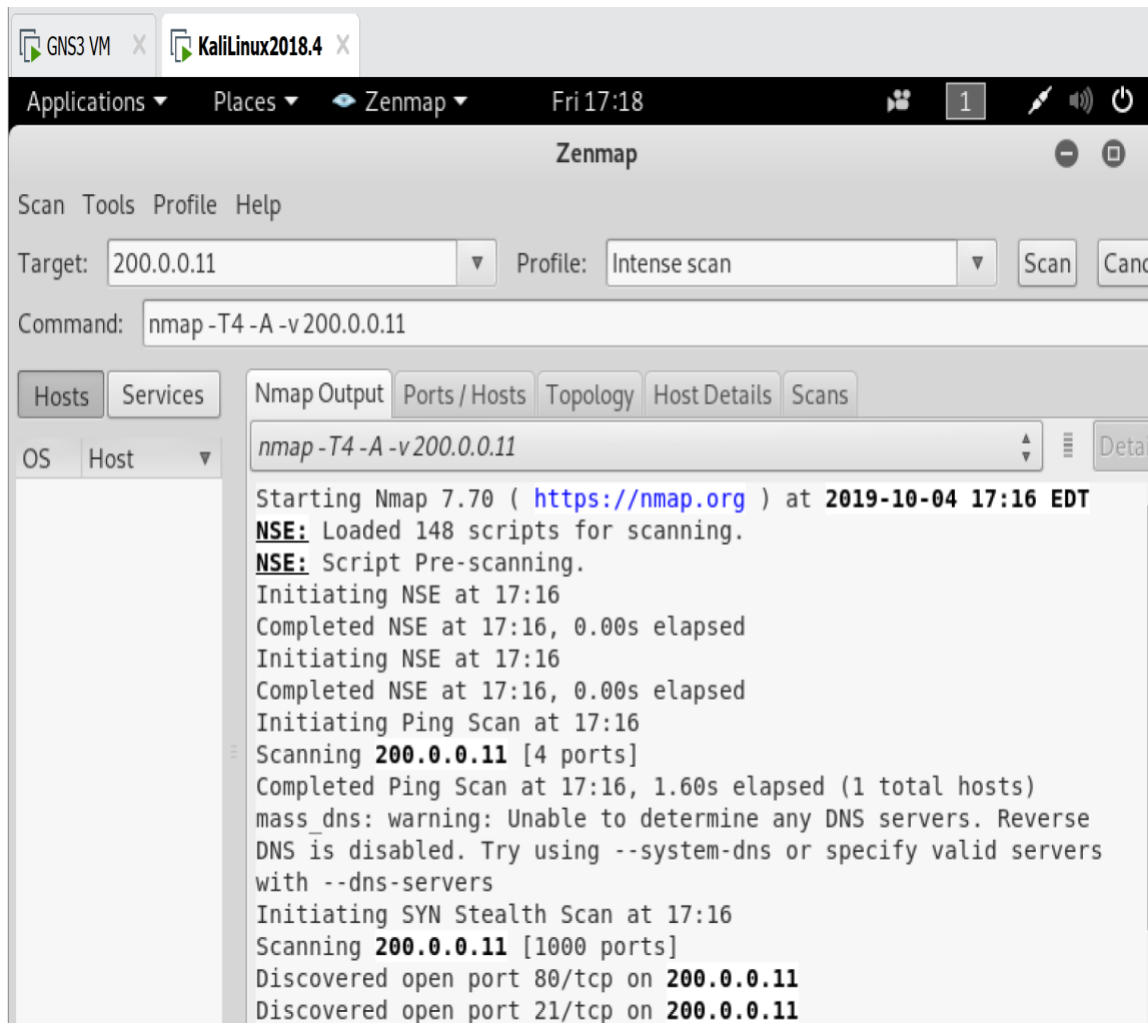 GNS3 VM KaliLinux2018.4
Applications Places Zenmap Fri 17:18 1
Zenmap
Scan Tools Profile Help
Target: 200.0.0.11 Profile: Intense scan Scan Canc
Command: nmap -T4 -A -v 200.0.0.11
Hosts Services Nmap Output Ports / Hosts Topology Host Details Scans
OS Host nmap -T4 -A -v 200.0.0.11 Detai
Starting Nmap 7.70 ( https://nmap.org ) at 2019-10-04 17:16 EDT
NSE: Loaded 148 scripts for scanning.
NSE: Script Pre-scanning.
Initiating NSE at 17:16
Completed NSE at 17:16, 0.00s elapsed
Initiating NSE at 17:16
Completed NSE at 17:16, 0.00s elapsed
Initiating Ping Scan at 17:16
Scanning 200.0.0.11 [4 ports]
Completed Ping Scan at 17:16, 1.60s elapsed (1 total hosts)
mass_dns: warning: Unable to determine any DNS servers. Reverse
DNS is disabled. Try using --system-dns or specify valid servers
with --dns-servers
Initiating SYN Stealth Scan at 17:16
Scanning 200.0.0.11 [1000 ports]
Discovered open port 80/tcp on 200.0.0.11
Discovered open port 21/tcp on 200.0.0.11